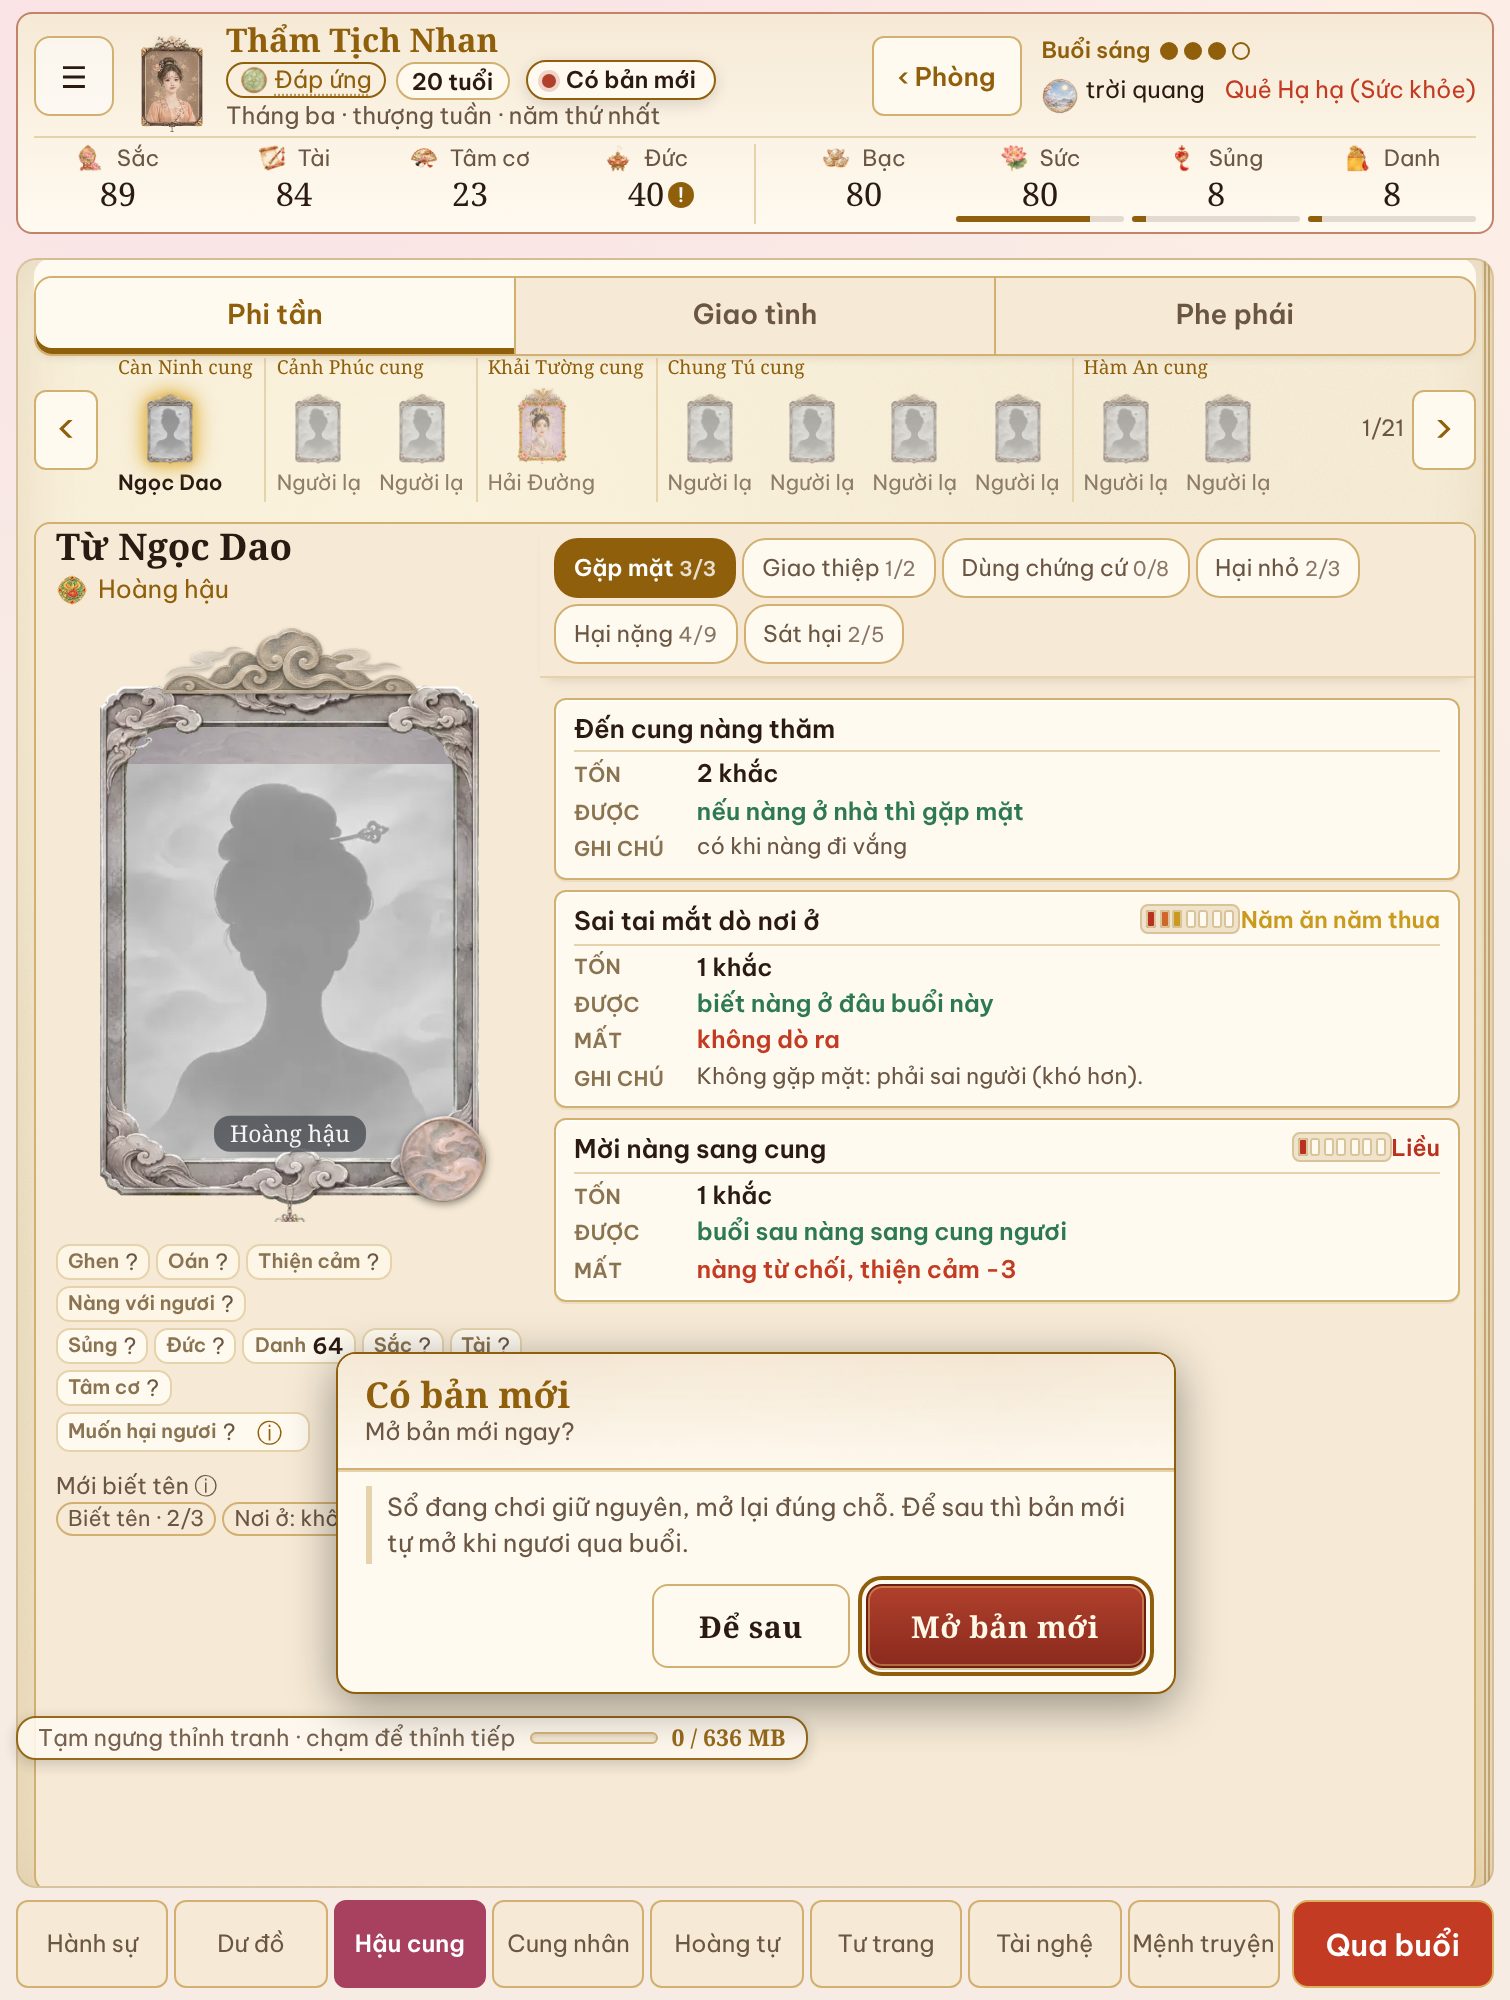 ☰
Thẩm Tịch Nhan
Đáp ứng
20 tuổi
Có bản mới
Tháng ba · thượng tuần · năm thứ nhất
‹ Phòng
Buổi sáng
trời quang
Quẻ Hạ hạ (Sức khỏe)
Sắc
89
Tài
84
Tâm cơ
23
Đức
40 !
Bạc
80
Sức
80
Sủng
8
Danh
8
Phi tần
Giao tình
Phe phái
Càn Ninh cung
Cảnh Phúc cung
Khải Tường cung
Chung Tú cung
Hàm An cung
‹
Ngọc Dao
Người lạ
Người lạ
Hải Đường
Người lạ
Người lạ
Người lạ
Người lạ
Người lạ
Người lạ
1/21
›
Từ Ngọc Dao
Hoàng hậu
Hoàng hậu
Ghen ?
Oán ?
Thiện cảm ?
Nàng với ngươi ?
Sủng ?
Đức ?
Danh 64
Sắc ?
Tài ?
Tâm cơ ?
Muốn hại ngươi ? ⓘ
Mới biết tên ⓘ
Biết tên · 2/3
Nơi ở: khô
Gặp mặt 3/3
Giao thiệp 1/2
Dùng chứng cứ 0/8
Hại nhỏ 2/3
Hại nặng 4/9
Sát hại 2/5
Đến cung nàng thăm
TỐN 2 khắc
ĐƯỢC nếu nàng ở nhà thì gặp mặt
GHI CHÚ có khi nàng đi vắng
Sai tai mắt dò nơi ở
Năm ăn năm thua
TỐN 1 khắc
ĐƯỢC biết nàng ở đâu buổi này
MẤT không dò ra
GHI CHÚ Không gặp mặt: phải sai người (khó hơn).
Mời nàng sang cung
Liều
TỐN 1 khắc
ĐƯỢC buổi sau nàng sang cung ngươi
MẤT nàng từ chối, thiện cảm -3
Có bản mới
Mở bản mới ngay?
Sổ đang chơi giữ nguyên, mở lại đúng chỗ. Để sau thì bản mới
tự mở khi ngươi qua buổi.
Để sau
Mở bản mới
Tạm ngưng thỉnh tranh · chạm để thỉnh tiếp
0 / 636 MB
Hành sự
Dư đồ
Hậu cung
Cung nhân
Hoàng tự
Tư trang
Tài nghệ
Mệnh truyện
Qua buổi